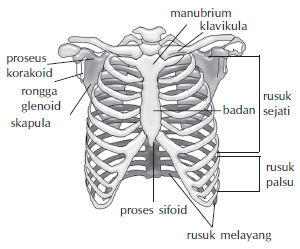 manubrium
klavikula
proseus
korakoid
rongga
glenoid
skapula
badan
rusuk
sejati
rusuk
palsu
proses sifoid
rusuk melayang